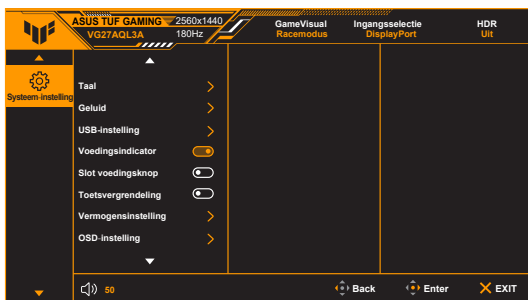 ASUS TUF GAMING
VG27AQL3A
2560x1440
180Hz
GameVisual
Racemodus
Ingangsselectie
DisplayPort
HDR
Uit
Systeem-instelling
Taal
Geluid
USB-instelling
Voedingsindicator
Slot voedingsknop
Toetsvergrendeling
Vermogensinstelling
OSD-instelling
50
Back
Enter
EXIT